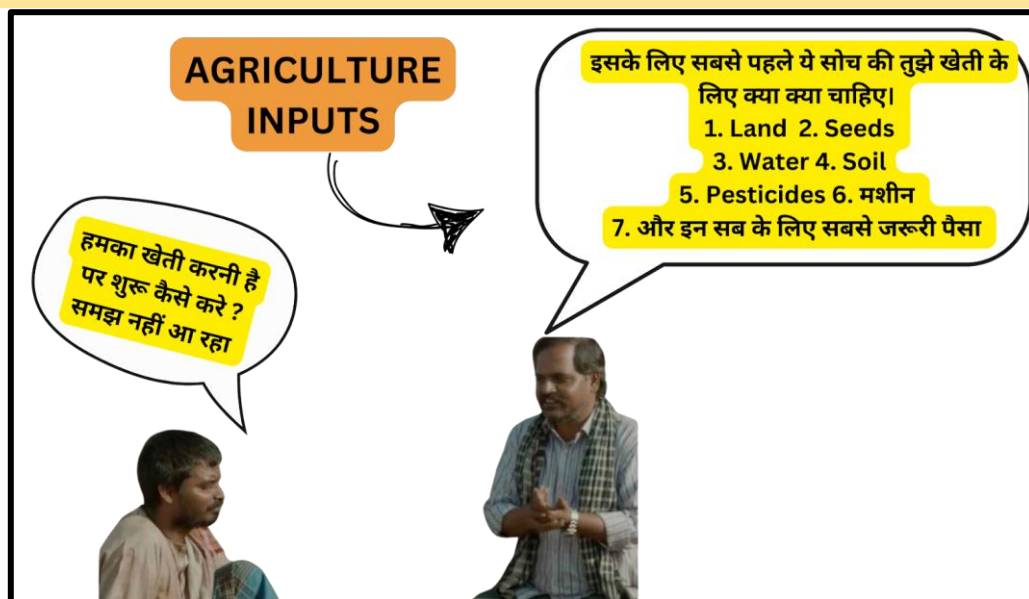 AGRICULTURE
INPUTS
इसके लिए सबसे पहले ये सोच की तुझे खेती के
लिए क्या क्या चाहिए।
1. Land 2. Seeds
3. Water 4. Soil
5. Pesticides 6. मशीन
7. और इन सब के लिए सबसे जरूरी पैसा
हमका खेती करनी है
पर शुरू कैसे करे ?
समझ नहीं आ रहा